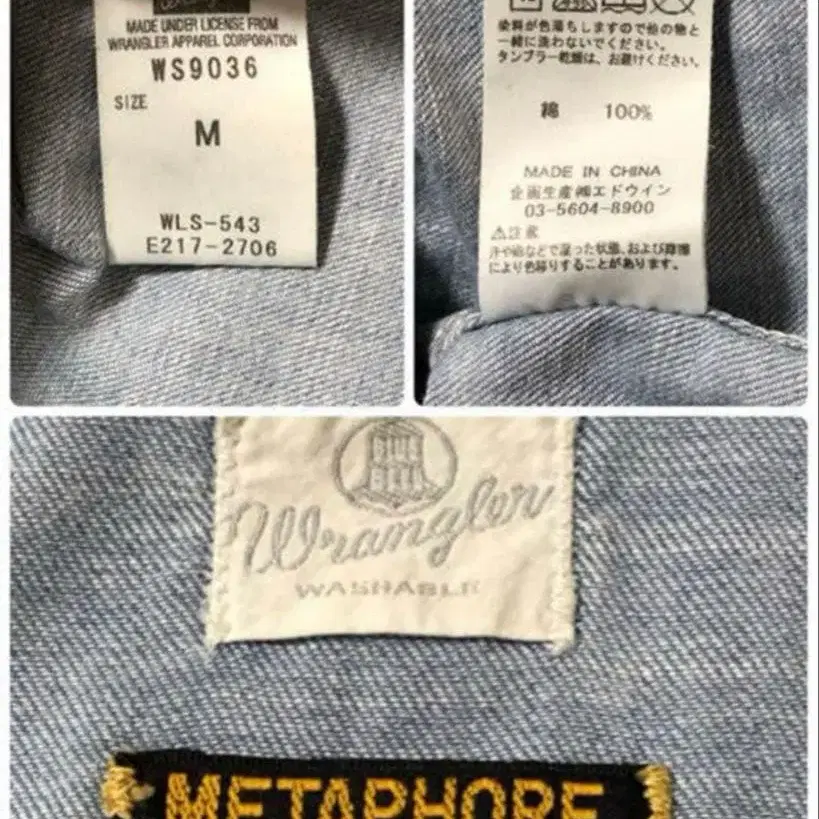 MADE UNDER LICENSE FROM
WRANGLER APPAREL CORPORATION
WS9036
SIZE
M
WLS-543
E217-2706
染料が色落ちしますので他の物と
一緒に洗わないでください。
タンブラー乾燥は、お避けください。
綿 100%
MADE IN CHINA
企画生産㈱エドウイン
03-5604-8900
⚠注意
汗や雨などで湿った状態、および摩擦
により色移りすることがあります。
BLUE
BELL
Wrangler
WASHABLE
METAPHORE